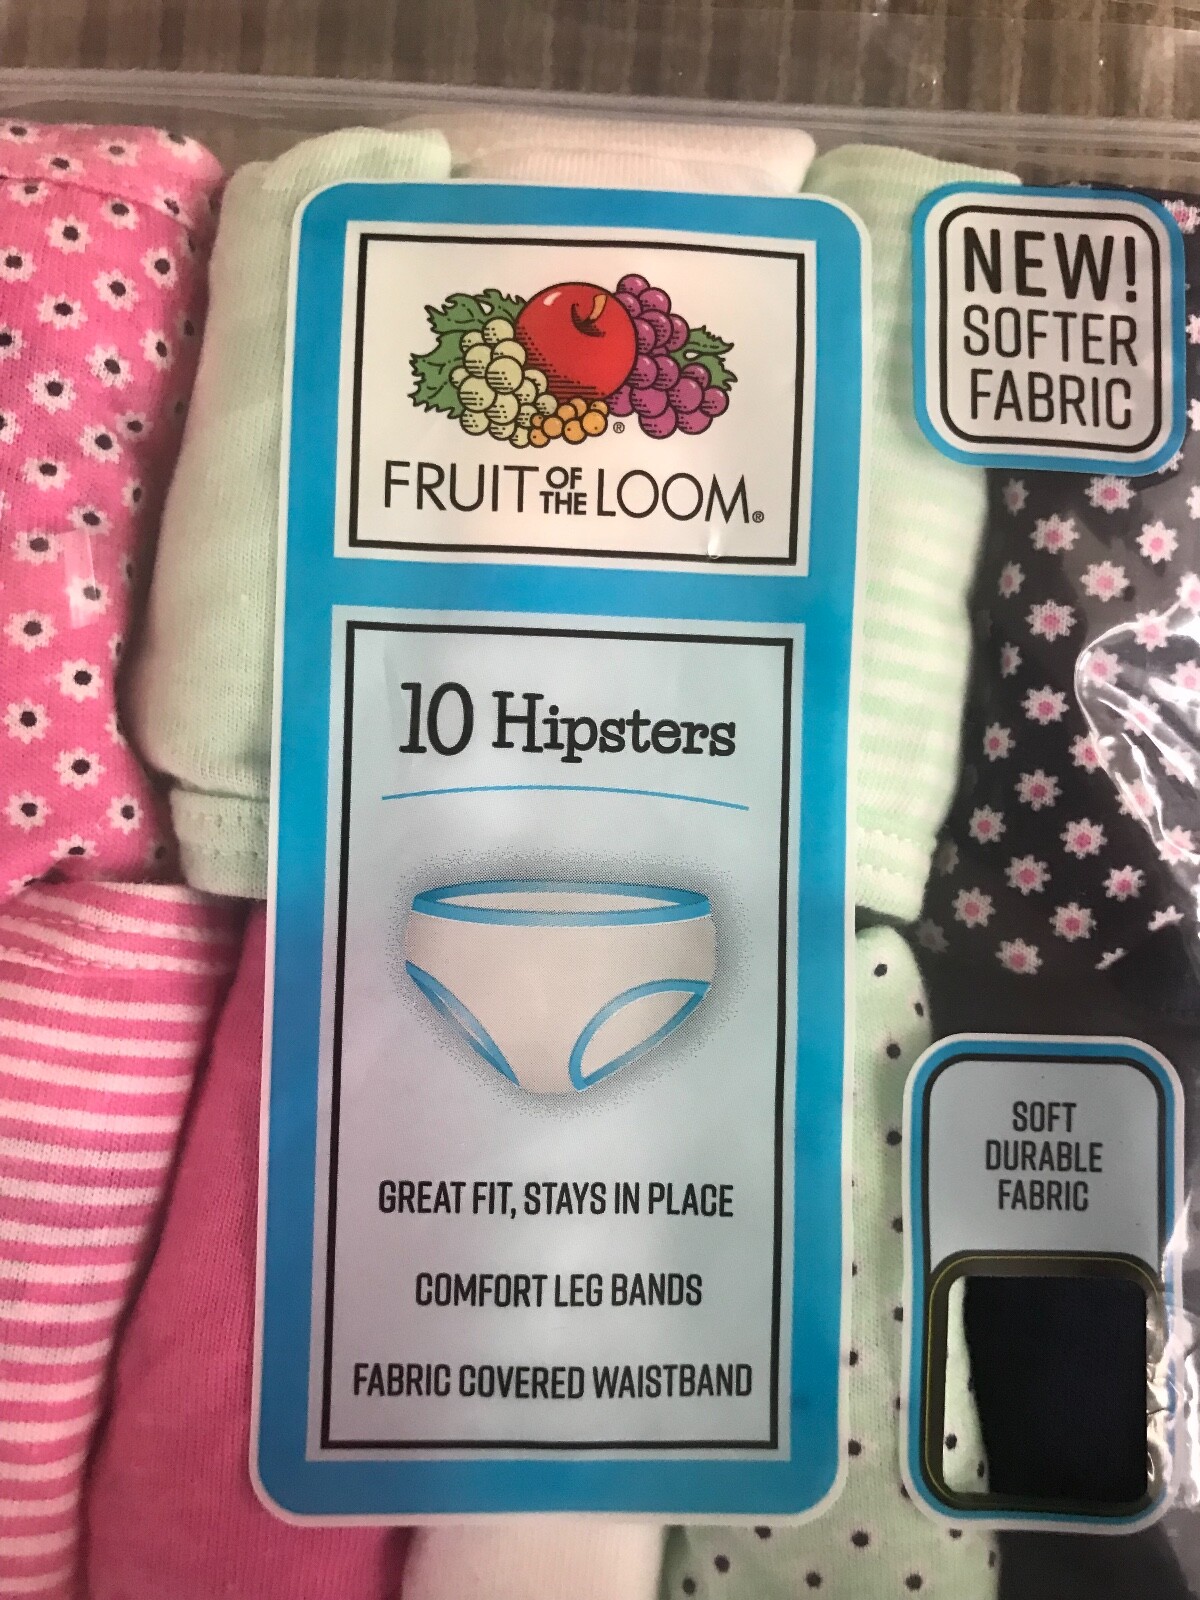 NEW!
SOFTER
FABRIC
®
FRUIT OF THE LOOM®
10 Hipsters
GREAT FIT, STAYS IN PLACE
COMFORT LEG BANDS
FABRIC COVERED WAISTBAND
SOFT
DURABLE
FABRIC